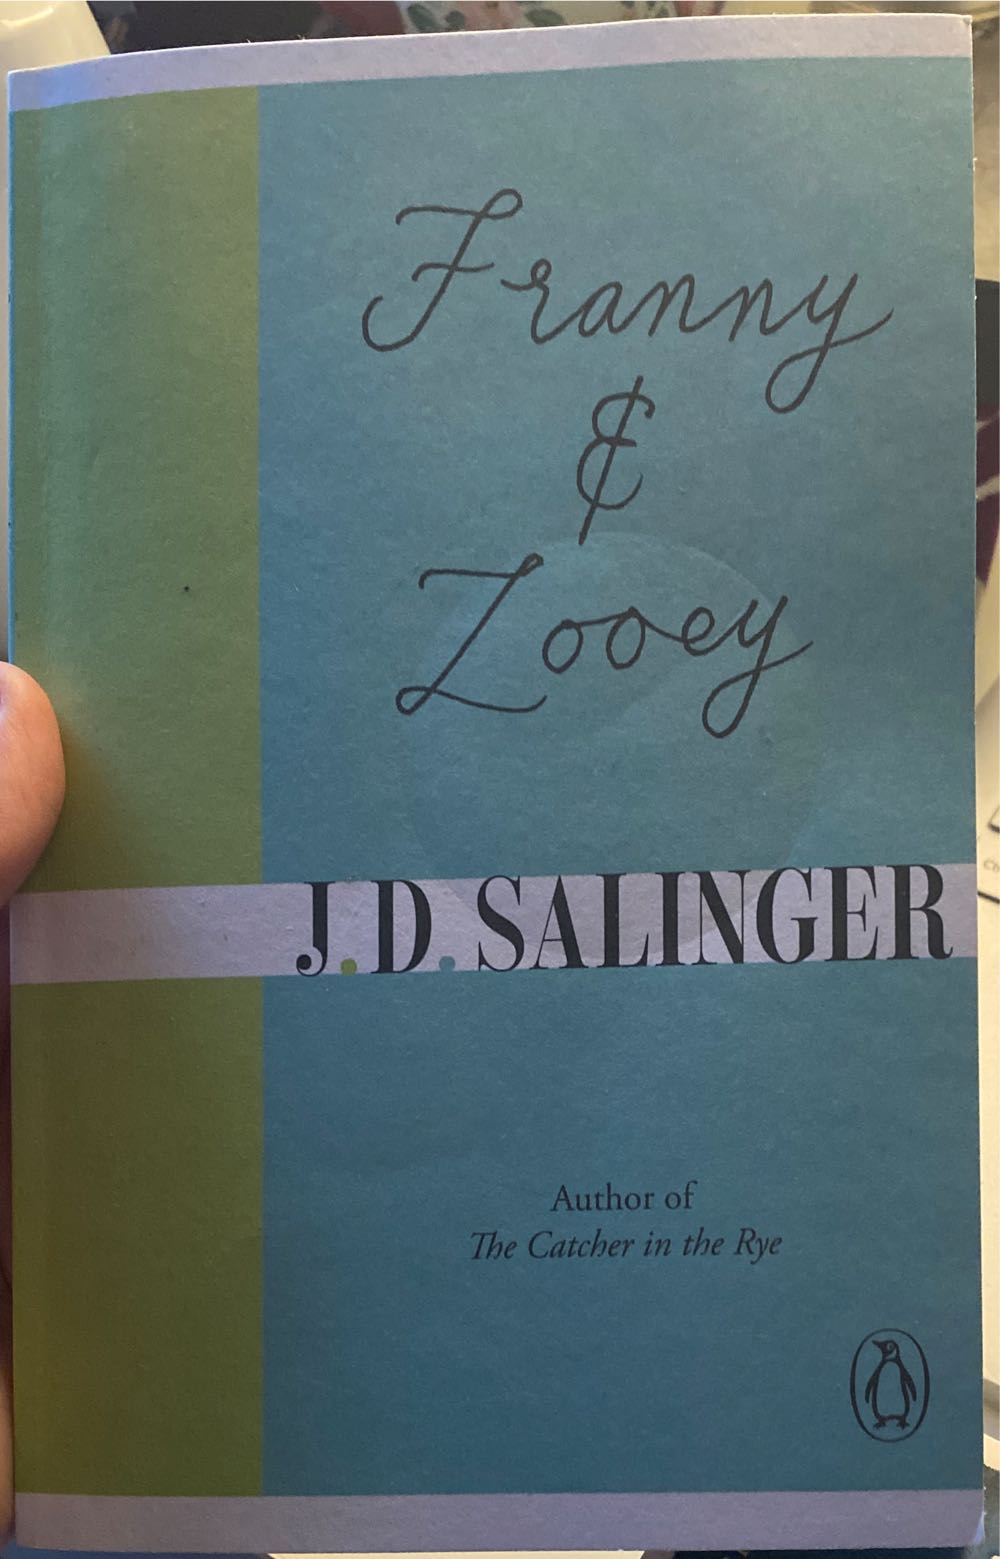 Franny
&
Zooey
J. D. SALINGER
Author of
The Catcher in the Rye